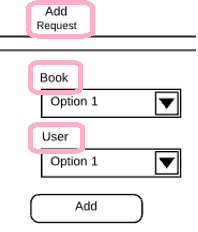 Add
Request
Book
Option 1
User
Option 1
Add